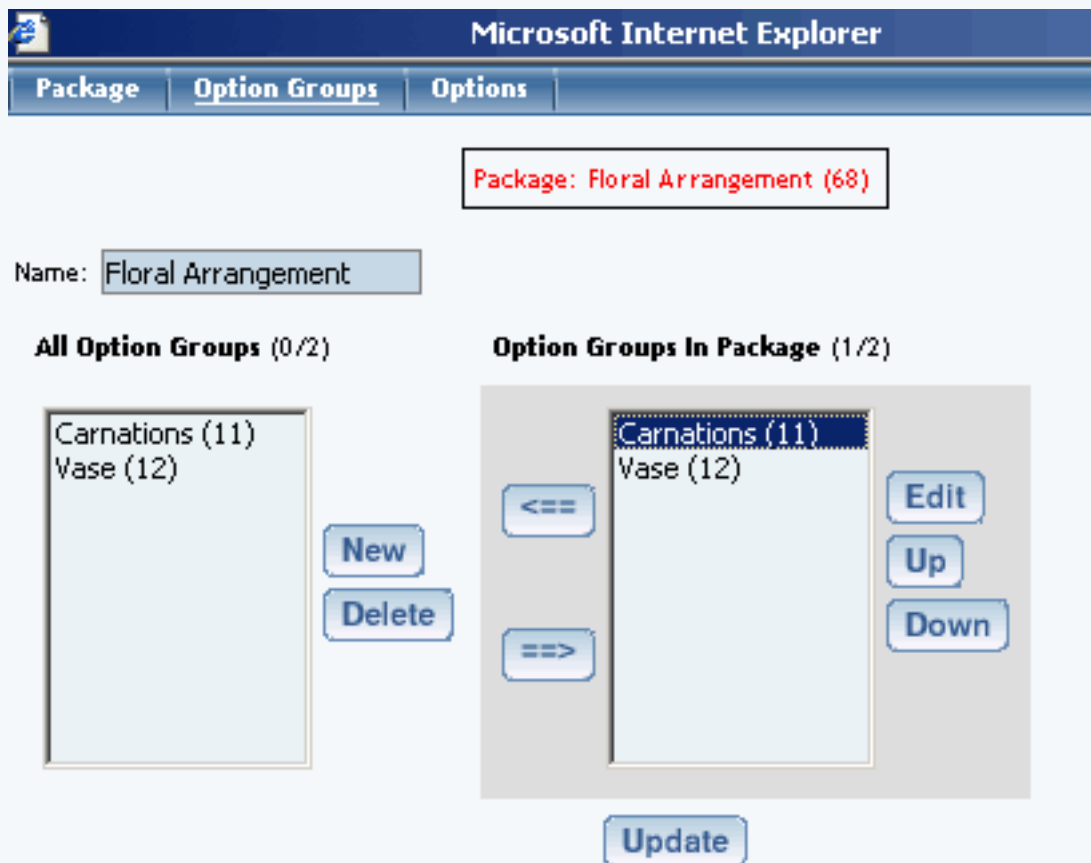 Microsoft Internet Explorer
Package Option Groups Options
Package: Floral Arrangement (68)
Name: Floral Arrangement
All Option Groups (0/2)
Option Groups In Package (1/2)
Carnations (11)
Vase (12)
New
Delete
<==
==>
Carnations (11)
Vase (12)
Edit
Up
Down
Update